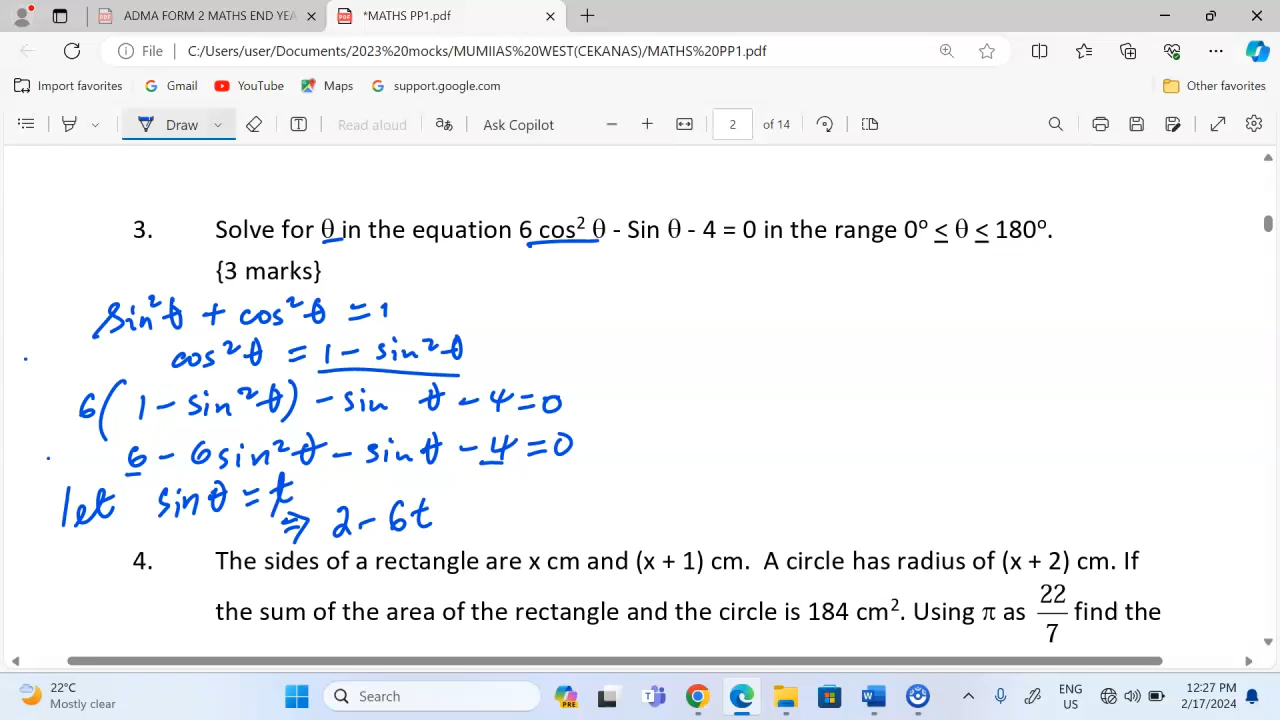 ADMA FORM 2 MATHS END YEA
*MATHS PP1.pdf
File C:/Users/user/Documents/2023%20mocks/MUMIIAS%20WEST(CEKANAS)/MATHS%20PP1.pdf
Import favorites Gmail YouTube Maps support.google.com Other favorites
Draw Read aloud Ask Copilot 2 of 14
3. Solve for θ in the equation 6 cos² θ - Sin θ - 4 = 0 in the range 0° ≤ θ ≤ 180°.
{3 marks}
sin²θ + cos²θ = 1
cos²θ = 1 - sin²θ
6(1 - sin²θ) - sin θ - 4 = 0
6 - 6sin²θ - sinθ - 4 = 0
let sinθ = t
⇒ 2 - 6t
4. The sides of a rectangle are x cm and (x + 1) cm. A circle has radius of (x + 2) cm. If
the sum of the area of the rectangle and the circle is 184 cm². Using π as 22/7 find the
22°C
Mostly clear
Search
PRE
ENG
US
12:27 PM
2/17/2024